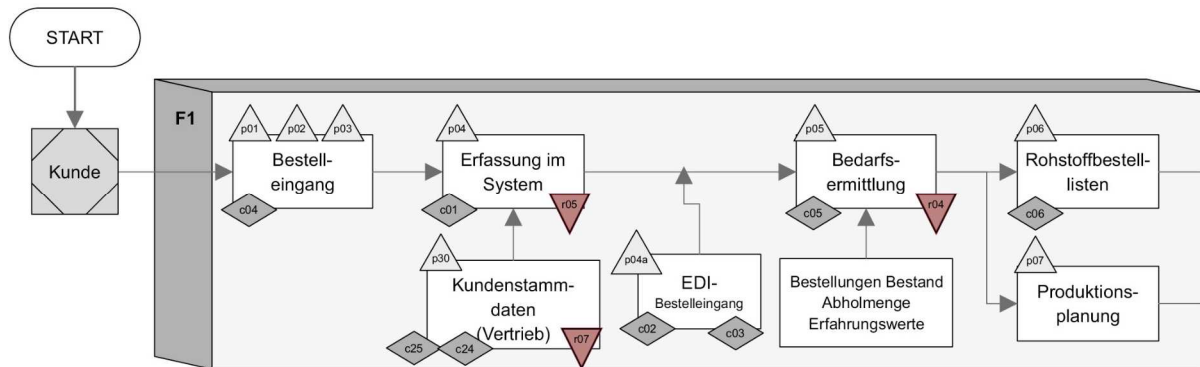 START
Kunde
F1
p01
p02
p03
Bestell-
eingang
c04
p04
Erfassung im
System
c01
r05
p05
Bedarfs-
ermittlung
c05
r04
p06
Rohstoffbestell-
listen
c06
p30
Kundenstamm-
daten
(Vertrieb)
c25
c24
r07
p04a
EDI-
Bestelleingang
c02
c03
Bestellungen Bestand
Abholmenge
Erfahrungswerte
p07
Produktions-
planung